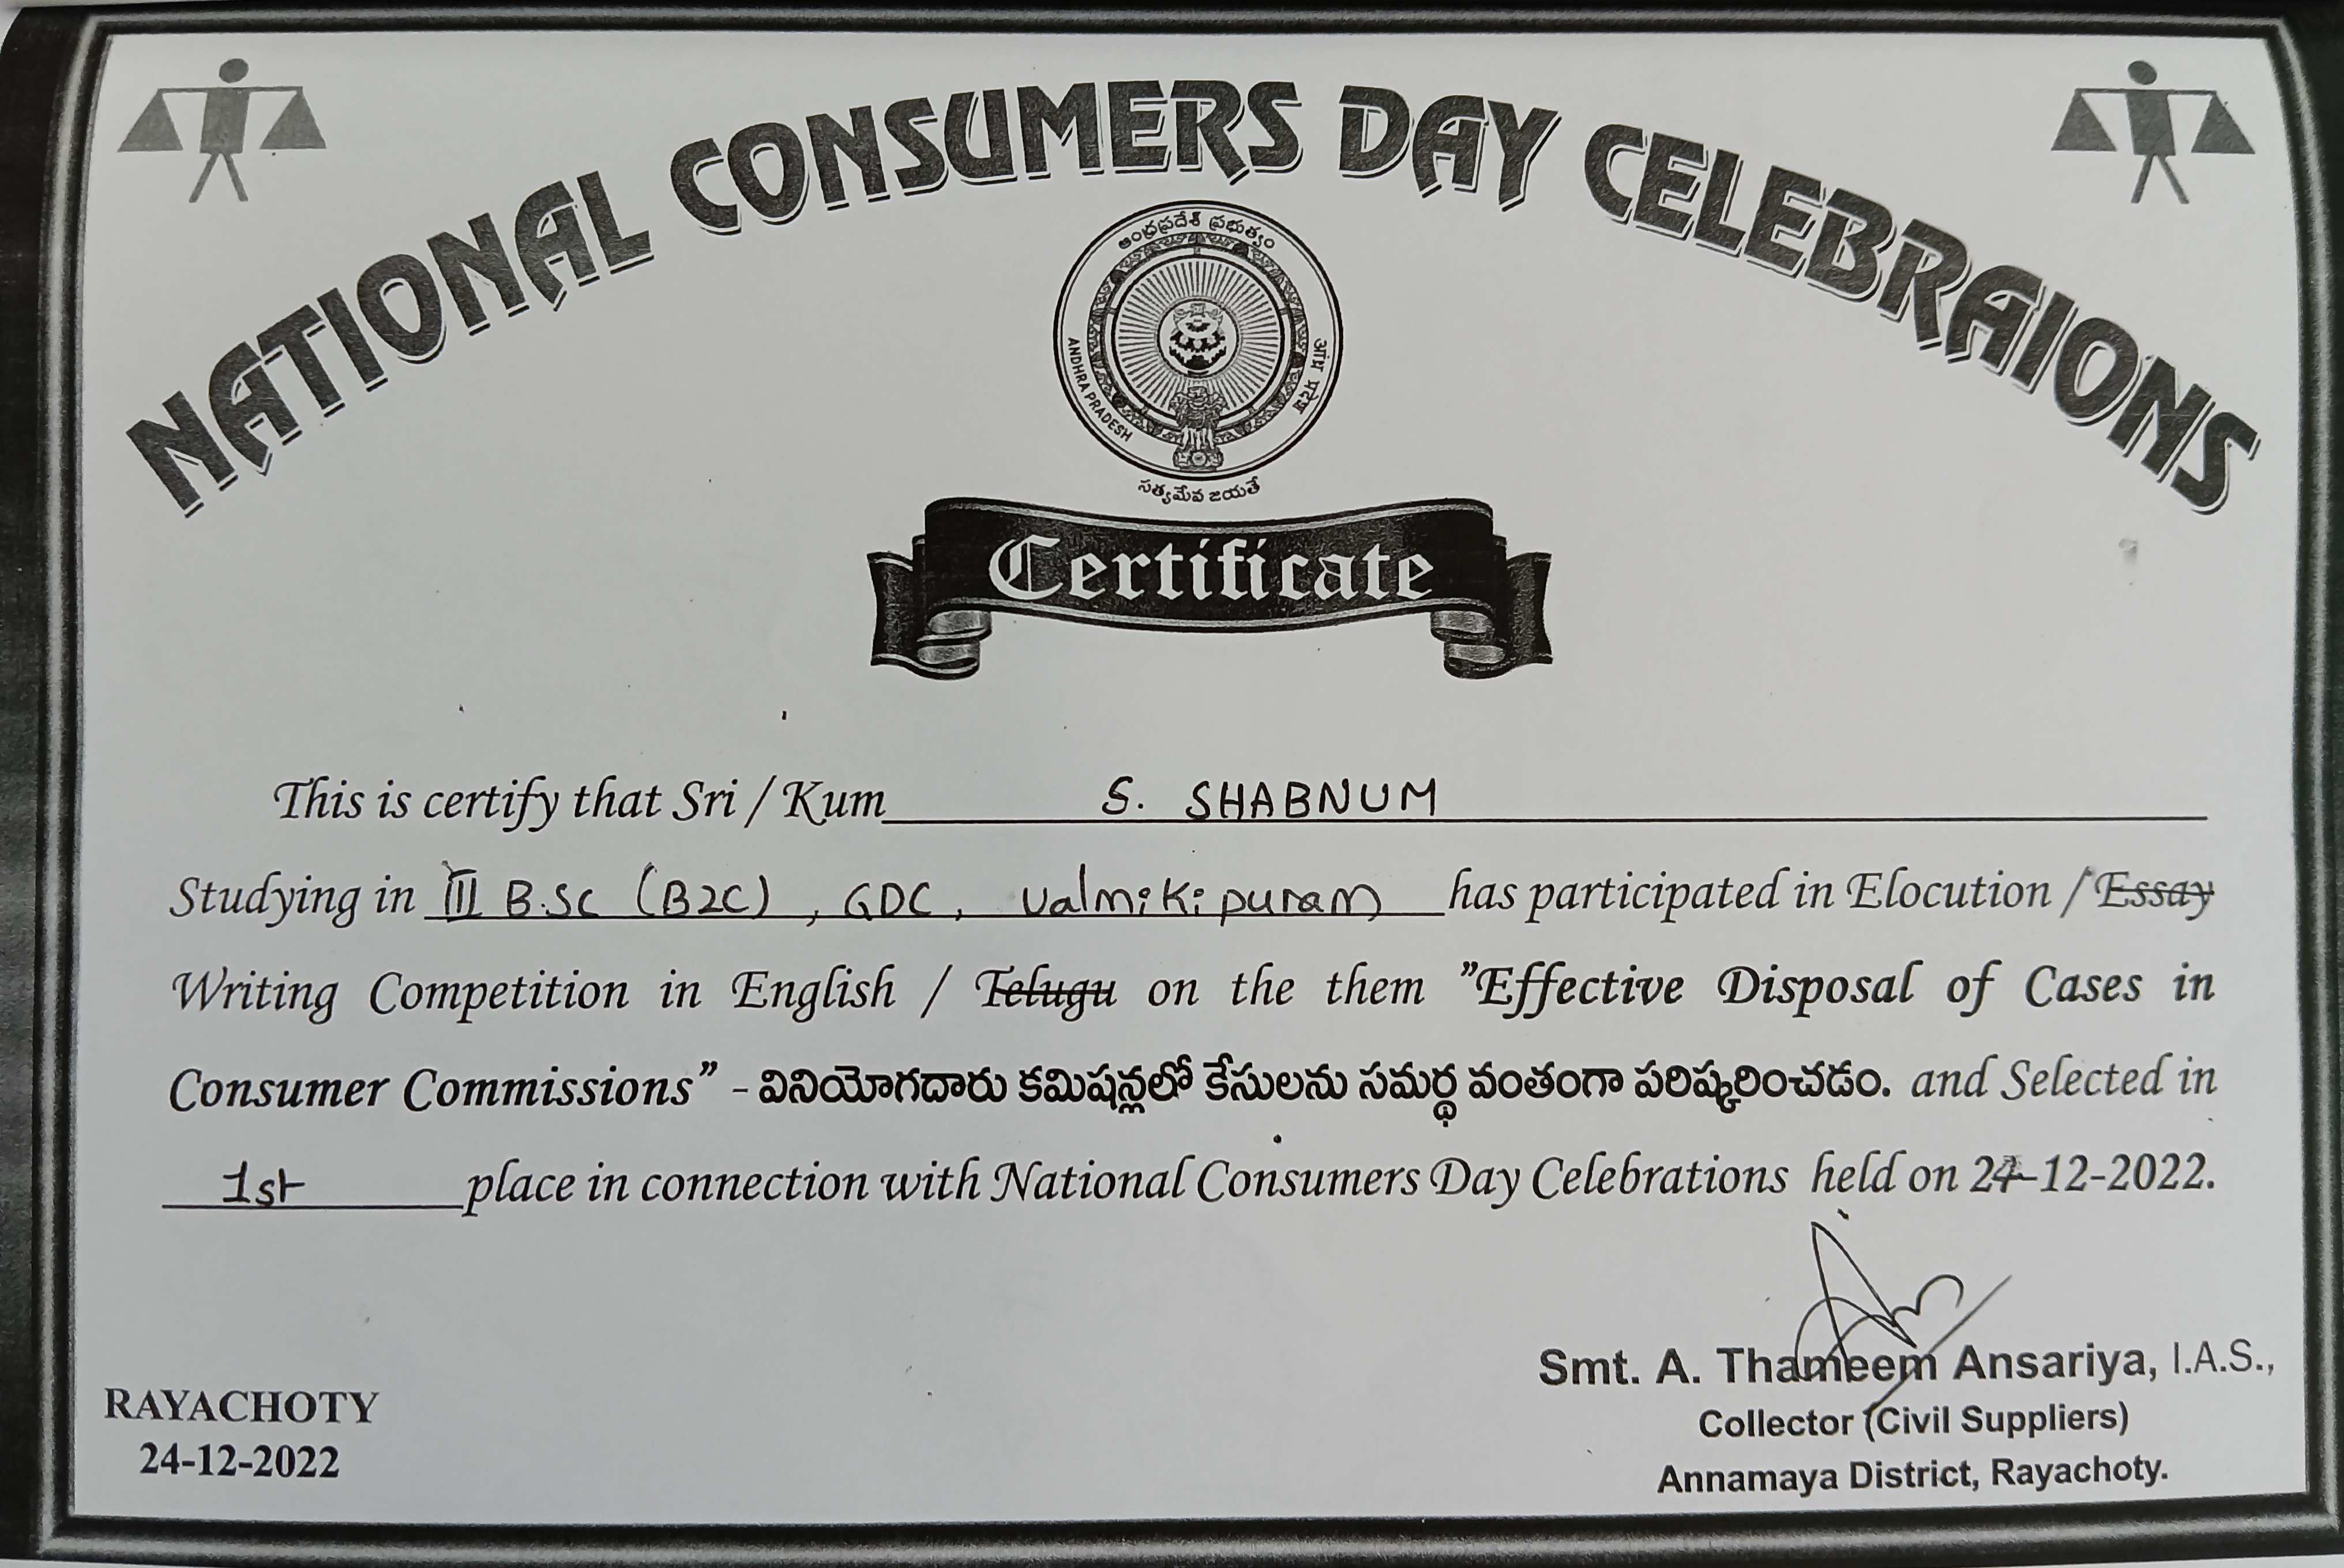 NATIONAL CONSUMERS DAY CELEBRAIONS
ఆంధ్రప్రదేశ్ ప్రభుత్వం
ANDHRA PRADESH
आंध्र प्रदेश
సత్యమేవ జయతే
Certificate
This is certify that Sri / Kum S. SHABNUM
Studying in III B.Sc (B2C), GDC, Valmikipuram has participated in Elocution / Essay
Writing Competition in English / Telugu on the them "Effective Disposal of Cases in
Consumer Commissions" - వినియోగదారు కమిషన్లలో కేసులను సమర్థ వంతంగా పరిష్కరించడం. and Selected in
1st place in connection with National Consumers Day Celebrations held on 24-12-2022.
Smt. A. Thameem Ansariya, I.A.S.,
Collector (Civil Suppliers)
Annamaya District, Rayachoty.
RAYACHOTY
24-12-2022